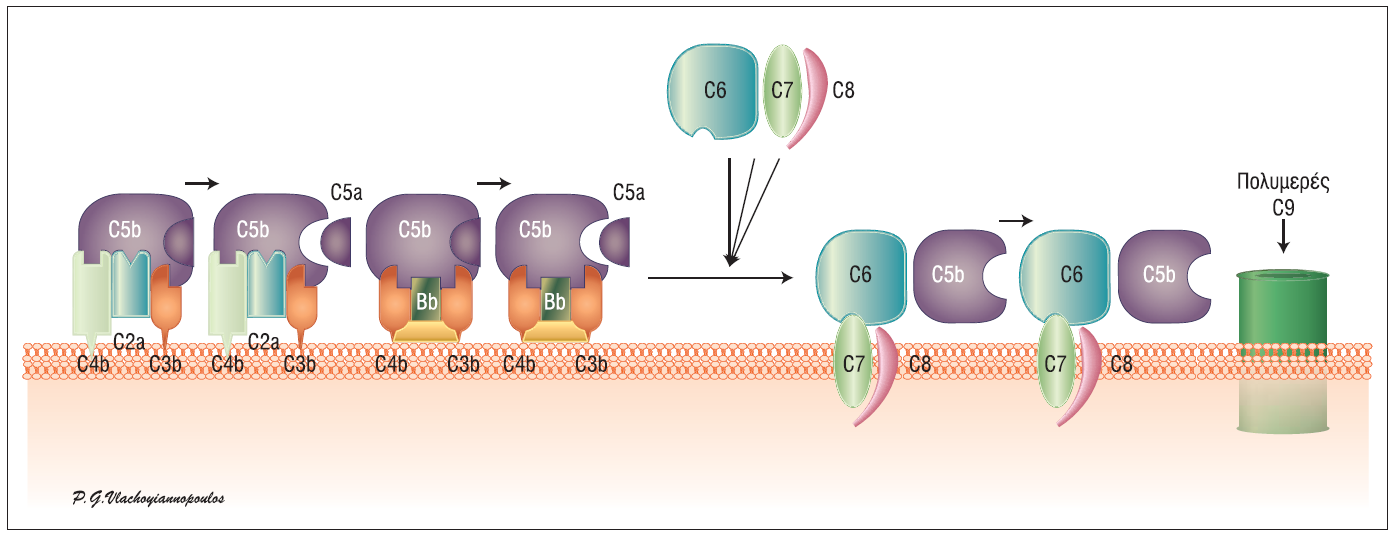 C6
C7
C8
C5b
C5b
C5a
C5b
C5b
C5a
Πολυμερές
C9
C6
C5b
C6
C5b
Bb
Bb
C2a
C2a
C4b
C3b
C4b
C3b
C4b
C3b
C4b
C3b
C7
C8
C7
C8
P.G.Vlachoyiannopoulos